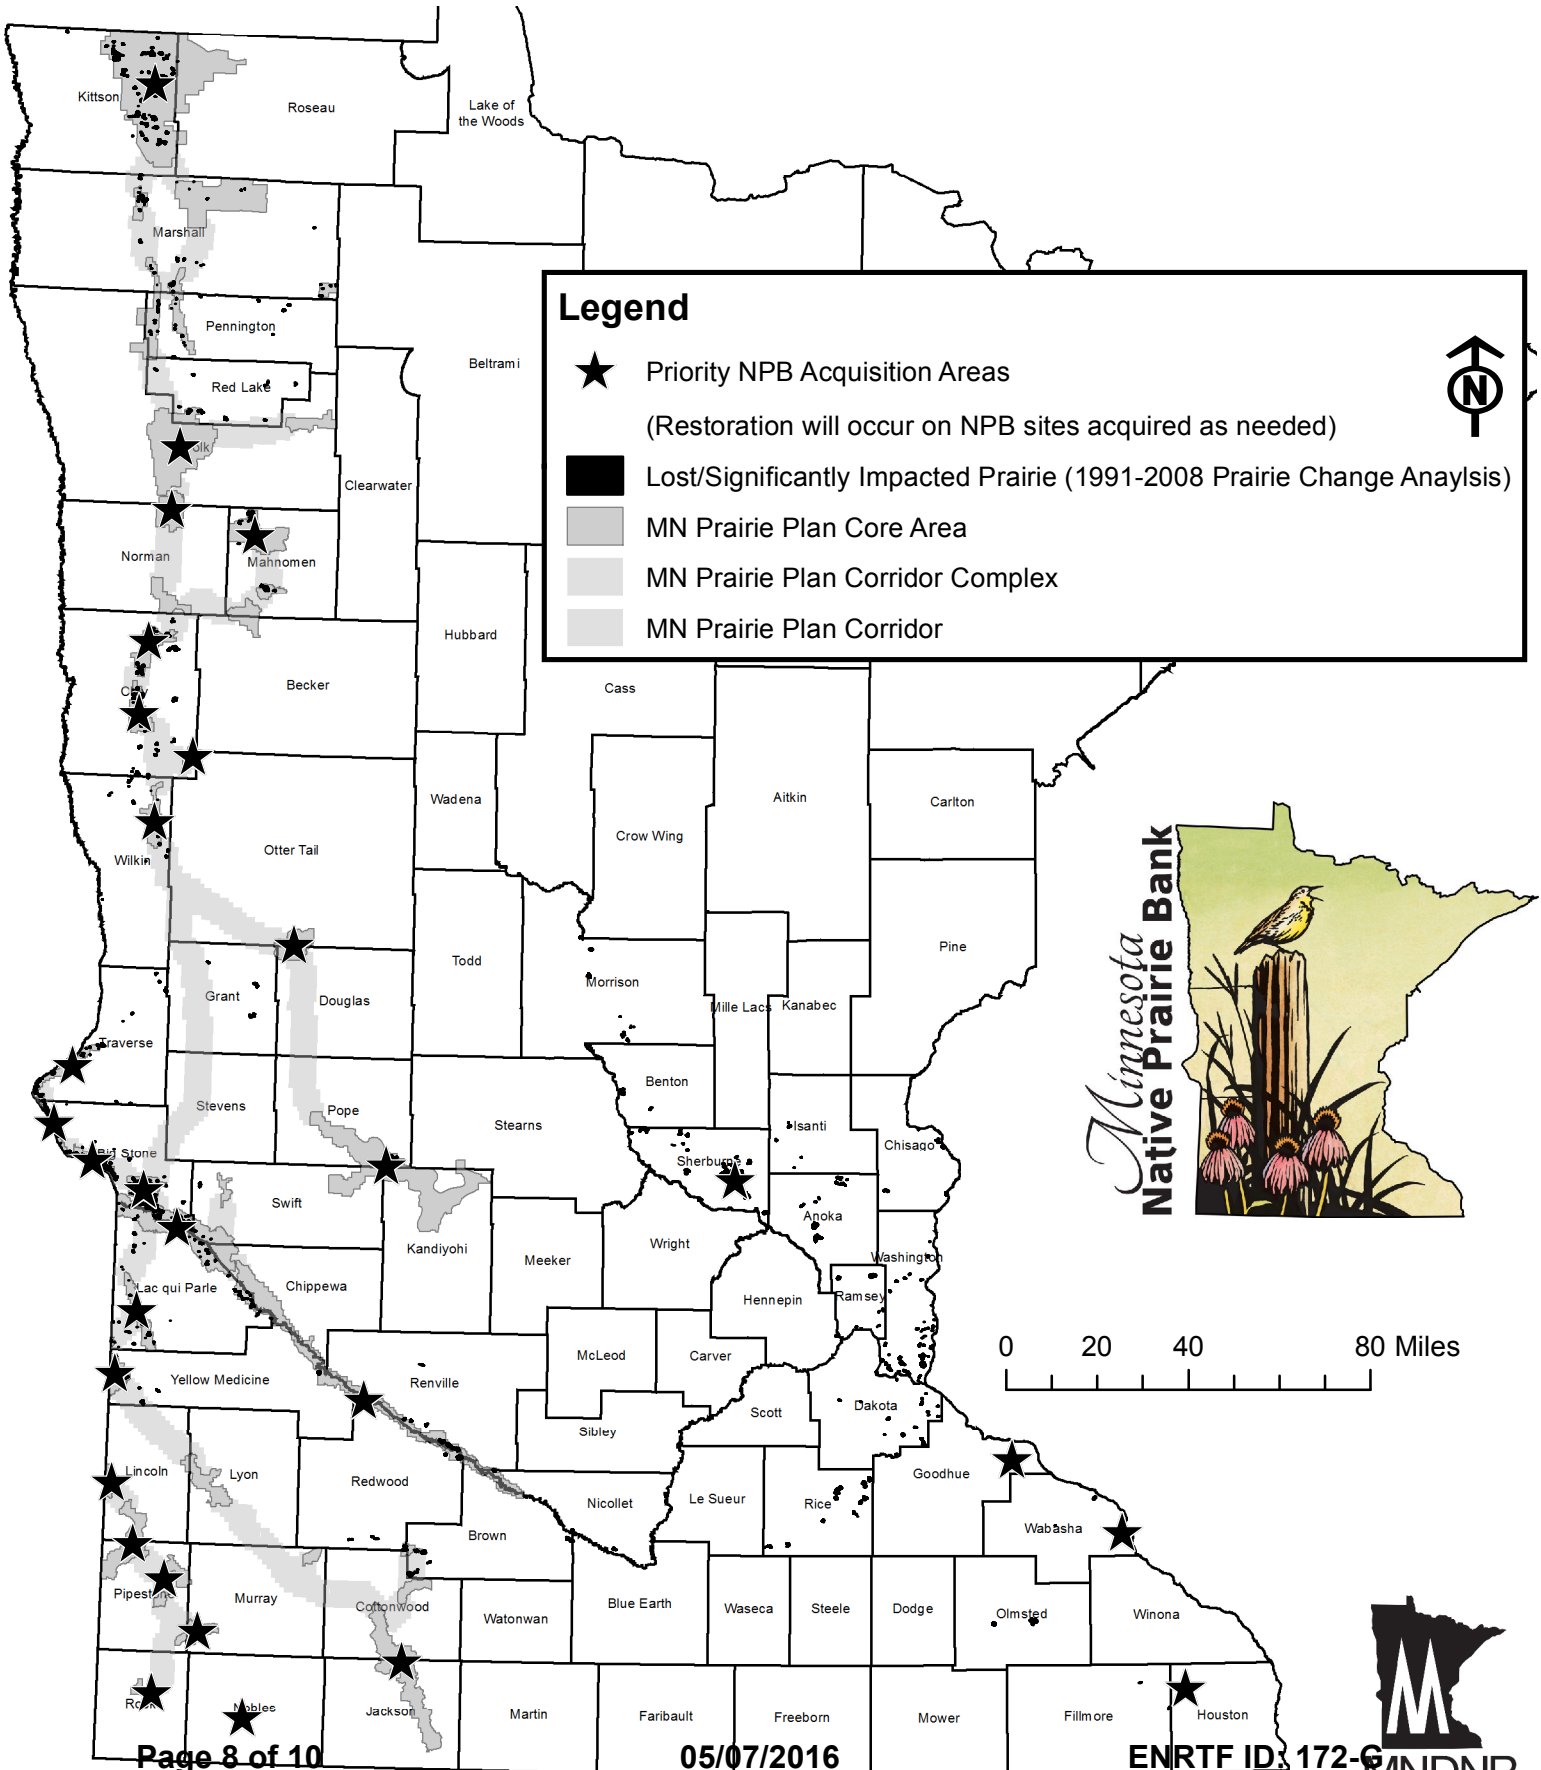 Kittson
Roseau
Lake of
the Woods
Marshall
Legend
Priority NPB Acquisition Areas
(Restoration will occur on NPB sites acquired as needed)
Lost/Significantly Impacted Prairie (1991-2008 Prairie Change Anaylsis)
MN Prairie Plan Core Area
MN Prairie Plan Corridor Complex
MN Prairie Plan Corridor
N
Pennington
Beltrami
Red Lake
Clearwater
Norman
Mahnomen
Hubbard
Becker
Cass
Wadena
Aitkin
Carlton
Crow Wing
Otter Tail
Wilkin
Pine
Todd
Morrison
Grant
Douglas
Mille Lacs
Kanabec
Traverse
Benton
Stevens
Pope
Stearns
Isanti
Chisago
Big Stone
Sherburne
Swift
Anoka
Wright
Kandiyohi
Meeker
Washington
Lac qui Parle
Chippewa
Hennepin
Ramsey
Minnesota
Native Prairie Bank
0 20 40 80 Miles
McLeod
Carver
Yellow Medicine
Renville
Scott
Dakota
Sibley
Lincoln
Lyon
Redwood
Goodhue
Nicollet
Le Sueur
Rice
Brown
Wabasha
Pipestone
Murray
Cottonwood
Watonwan
Blue Earth
Waseca
Steele
Dodge
Olmsted
Winona
Rock
Nobles
Jackson
Martin
Faribault
Freeborn
Mower
Fillmore
Houston
Page 8 of 10
05/07/2016
ENRTF ID: 172-G
MNDNR